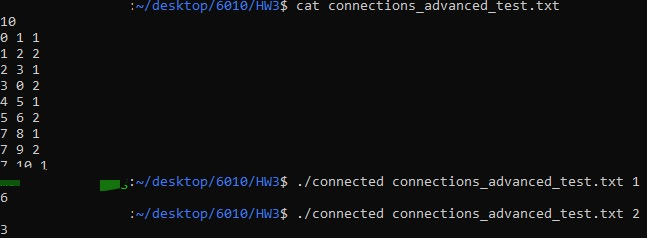 :~/desktop/6010/HW3$ cat connections_advanced_test.txt
10
0 1 1
1 2 2
2 3 1
3 0 2
4 5 1
5 6 2
7 8 1
7 9 2
7 10 1
:~/desktop/6010/HW3$ ./connected connections_advanced_test.txt 1
6
:~/desktop/6010/HW3$ ./connected connections_advanced_test.txt 2
3